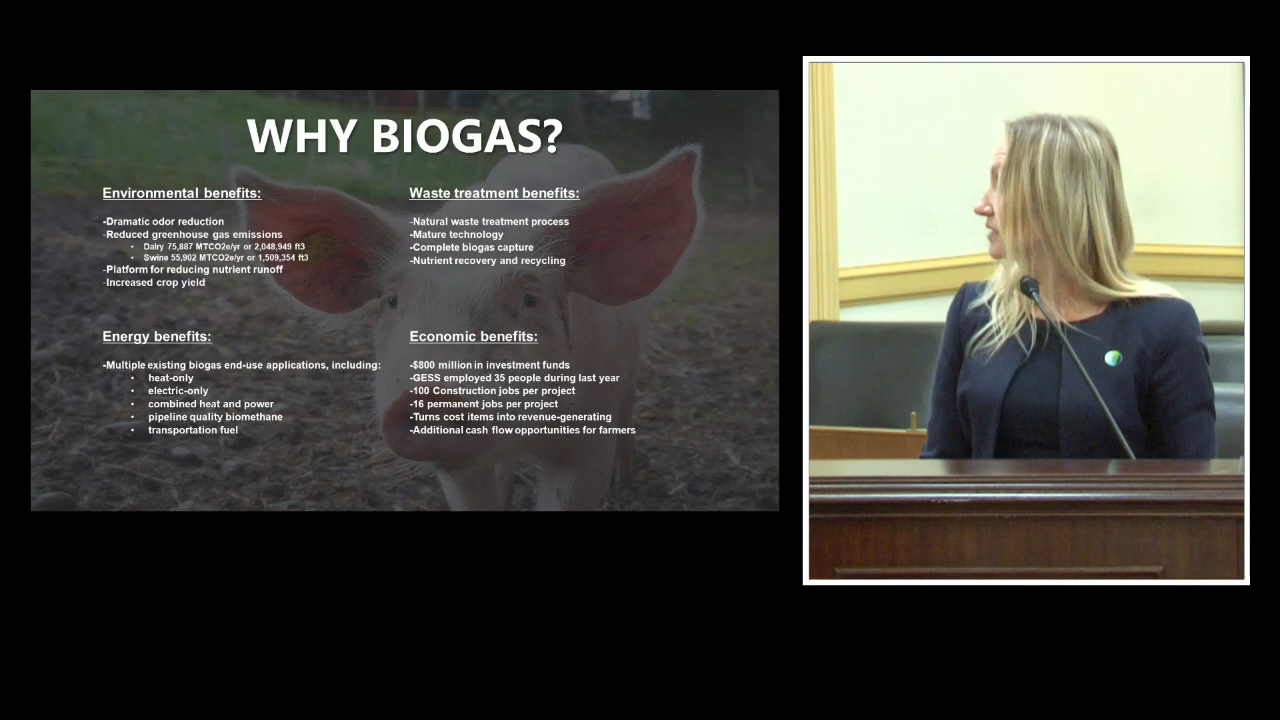 WHY BIOGAS?
Environmental benefits:
-Dramatic odor reduction
-Reduced greenhouse gas emissions
• Dairy 75,887 MTCO2e/yr or 2,048,949 ft3
• Swine 55,902 MTCO2e/yr or 1,509,354 ft3
-Platform for reducing nutrient runoff
-Increased crop yield
Waste treatment benefits:
-Natural waste treatment process
-Mature technology
-Complete biogas capture
-Nutrient recovery and recycling
Energy benefits:
-Multiple existing biogas end-use applications, including:
• heat-only
• electric-only
• combined heat and power
• pipeline quality biomethane
• transportation fuel
Economic benefits:
-$800 million in investment funds
-GESS employed 35 people during last year
-100 Construction jobs per project
-16 permanent jobs per project
-Turns cost items into revenue-generating
-Additional cash flow opportunities for farmers